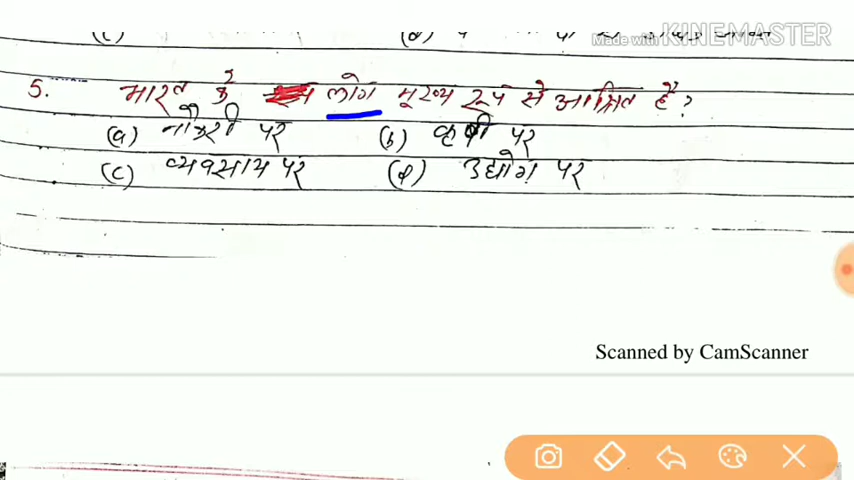 Made with KINEMASTER
5. भारत के लोग मूख्य रूप से आश्रित हैं?
(a) नौकरी पर (b) कृषी पर
(c) व्यवसाय पर (d) उद्योग पर
Scanned by CamScanner